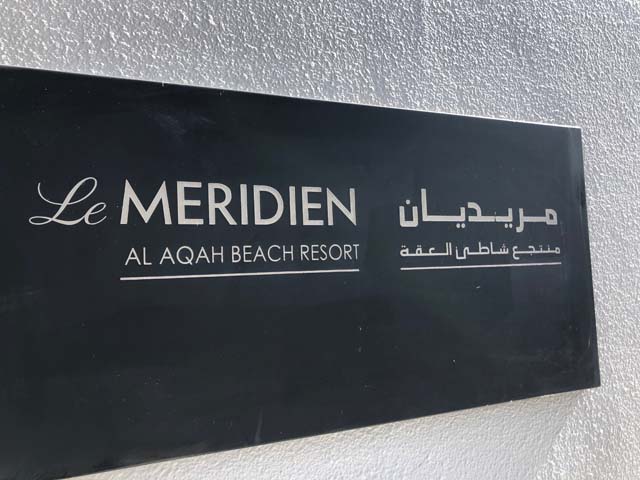 Le MERIDIEN
AL AQAH BEACH RESORT
مريديان
منتجع شاطئ العقة